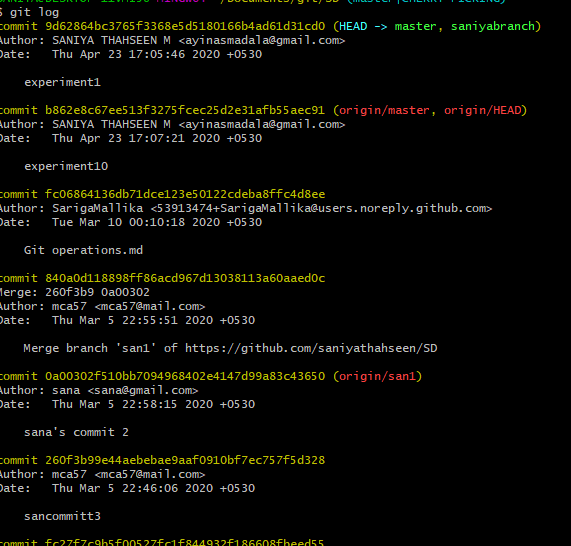 $ git log
commit 9d62864bc3765f3368e5d5180166b4ad61d31cd0 (HEAD -> master, saniyabranch)
Author: SANIYA THAHSEEN M <ayinasmadala@gmail.com>
Date:   Thu Apr 23 17:05:46 2020 +0530
    experiment1
commit b862e8c67ee513f3275fcec25d2e31afb55aec91 (origin/master, origin/HEAD)
Author: SANIYA THAHSEEN M <ayinasmadala@gmail.com>
Date:   Thu Apr 23 17:07:21 2020 +0530
    experiment10
commit fc06864136db71dce123e50122cdeba8ffc4d8ee
Author: SarigaMallika <53913474+SarigaMallika@users.noreply.github.com>
Date:   Tue Mar 10 00:10:18 2020 +0530
    Git operations.md
commit 840a0d118898ff86acd967d13038113a60aaed0c
Merge: 260f3b9 0a00302
Author: mca57 <mca57@mail.com>
Date:   Thu Mar 5 22:55:51 2020 +0530
    Merge branch 'san1' of https://github.com/saniyathahseen/SD
commit 0a00302f510bb7094968402e4147d99a83c43650 (origin/san1)
Author: sana <sana@gmail.com>
Date:   Thu Mar 5 22:58:15 2020 +0530
    sana's commit 2
commit 260f3b99e44aebebae9aaf0910bf7ec757f5d328
Author: mca57 <mca57@mail.com>
Date:   Thu Mar 5 22:46:06 2020 +0530
    sancommitt3
commit fc27f7c9b5f00527fc1f844932f186608fheed55